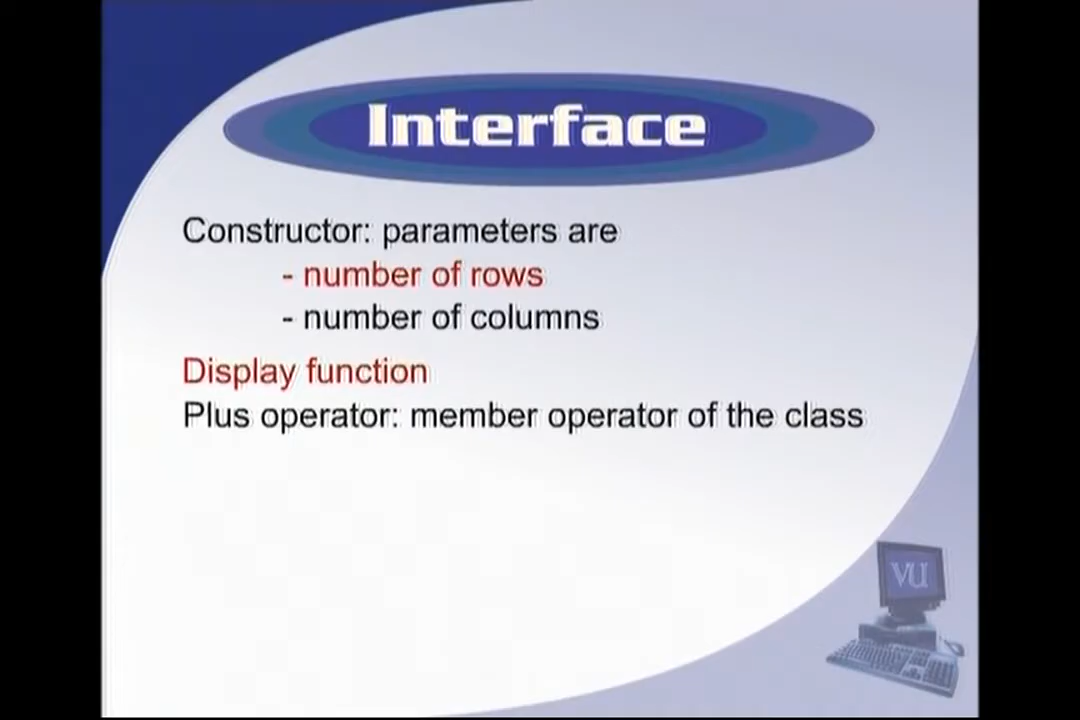 Interface
Constructor: parameters are
- number of rows
- number of columns
Display function
Plus operator: member operator of the class
VU